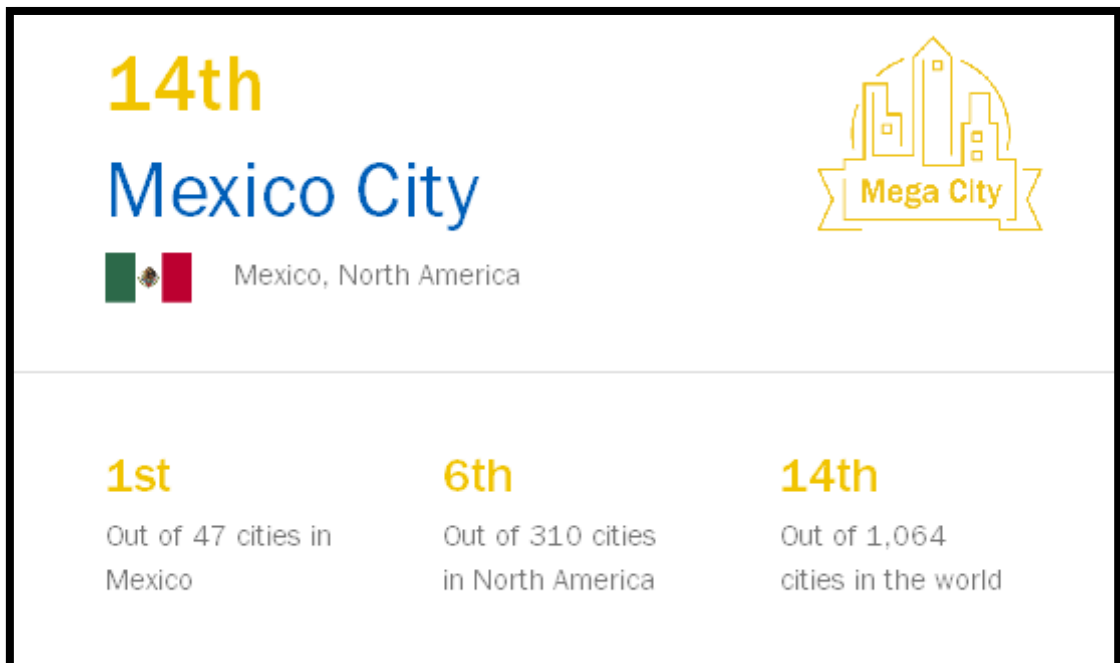 14th
Mexico City
Mega City
Mexico, North America
1st
Out of 47 cities in
Mexico
6th
Out of 310 cities
in North America
14th
Out of 1,064
cities in the world